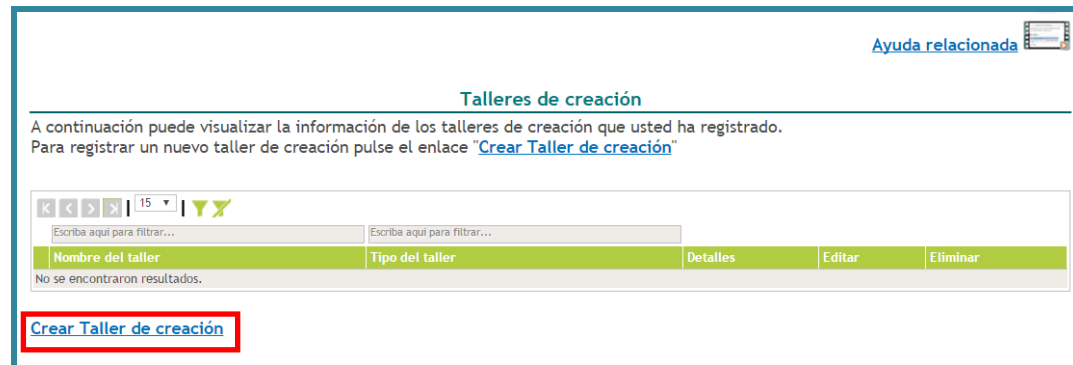 Ayuda relacionada
Talleres de creación
A continuación puede visualizar la información de los talleres de creación que usted ha registrado.
Para registrar un nuevo taller de creación pulse el enlace "Crear Taller de creación"
15
Escriba aqui para filtrar... Escriba aqui para filtrar...
Nombre del taller Tipo del taller Detalles Editar Eliminar
No se encontraron resultados.
Crear Taller de creación